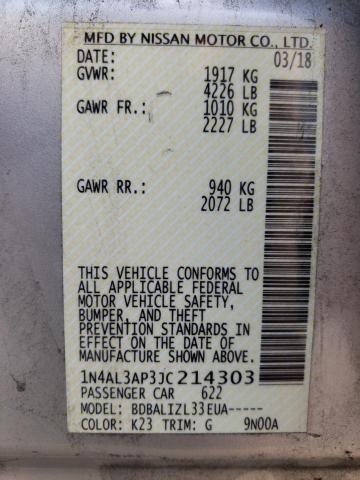 MFD BY NISSAN MOTOR CO., LTD.
DATE: 03/18
GVWR: 1917 KG
4226 LB
GAWR FR.: 1010 KG
2227 LB
GAWR RR.: 940 KG
2072 LB
THIS VEHICLE CONFORMS TO
ALL APPLICABLE FEDERAL
MOTOR VEHICLE SAFETY,
BUMPER, AND THEFT
PREVENTION STANDARDS IN
EFFECT ON THE DATE OF
MANUFACTURE SHOWN ABOVE.
1N4AL3AP3JC214303
PASSENGER CAR 622
MODEL: BDBALIZL33EUA-----
COLOR: K23 TRIM: G 9N00A